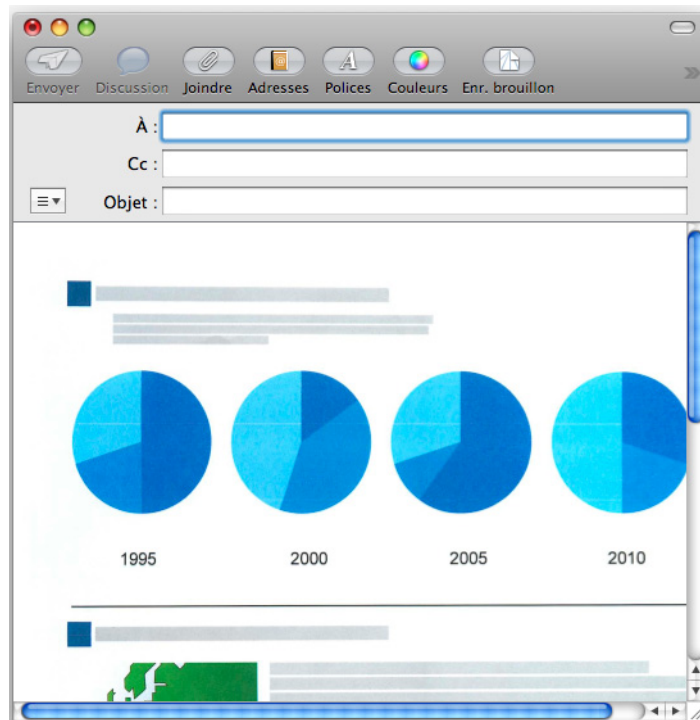 Envoyer Discussion Joindre Adresses Polices Couleurs Enr. brouillon
À :
Cc :
Objet :
1995 2000 2005 2010